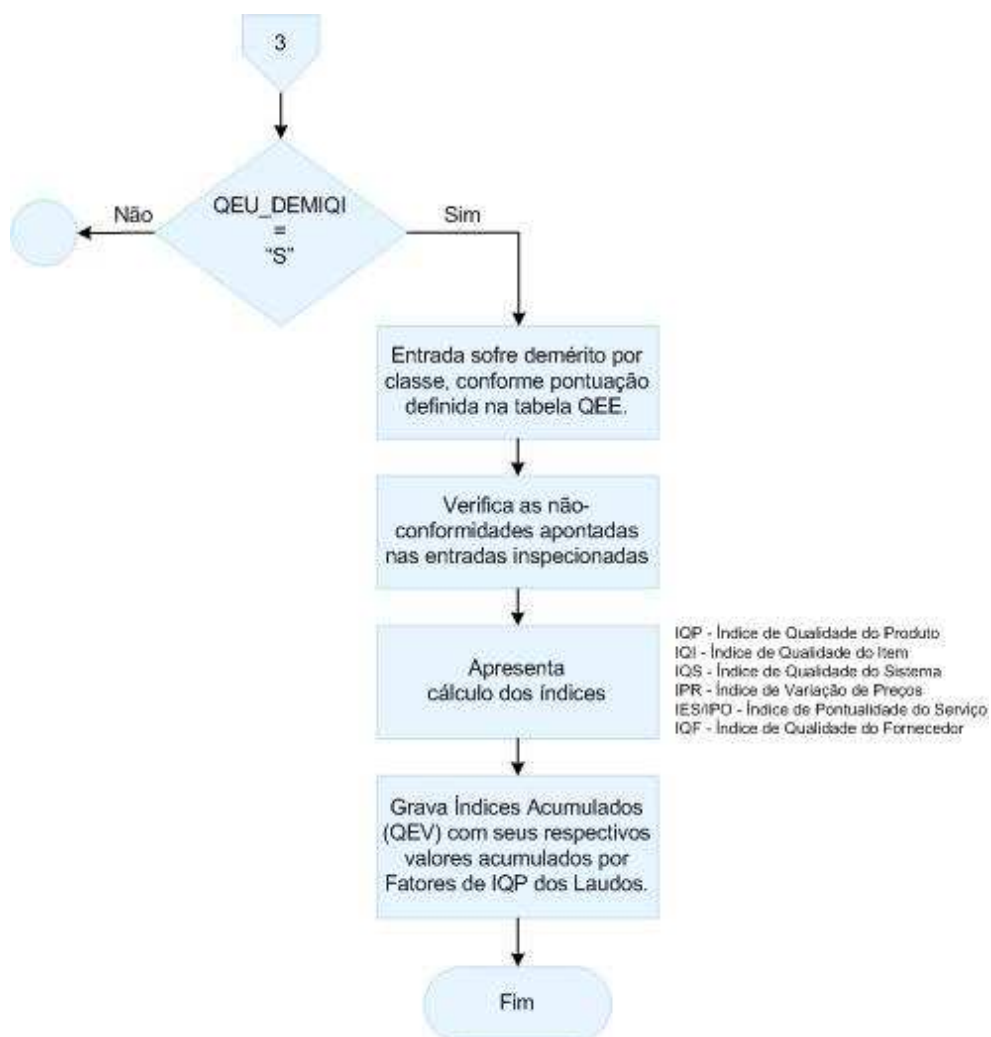 3
QEU_DEMIQI
=
“S”
Não
Sim
Entrada sofre demérito por
classe, conforme pontuação
definida na tabela QEE.
Verifica as não-
conformidades apontadas
nas entradas inspecionadas
Apresenta
cálculo dos índices
IQP - Índice de Qualidade do Produto
IQI - Índice de Qualidade do Item
IQS - Índice de Qualidade do Sistema
IPR - Índice de Variação de Preços
IES/IPO - Índice de Pontualidade do Serviço
IQF - Índice de Qualidade do Fornecedor
Grava Índices Acumulados
(QEV) com seus respectivos
valores acumulados por
Fatores de IQP dos Laudos.
Fim